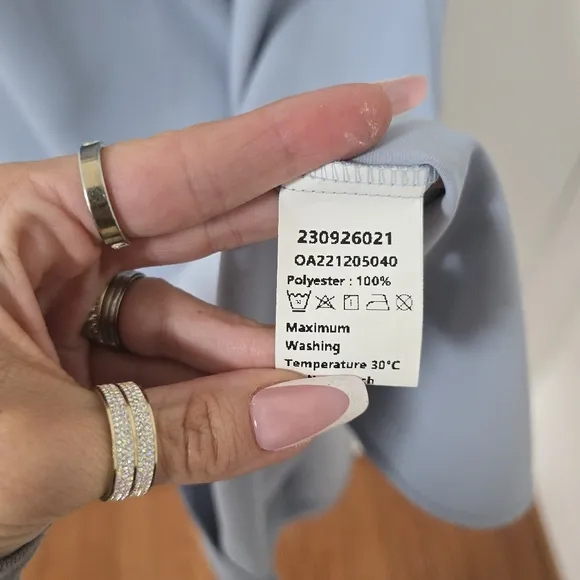 230926021
OA221205040
Polyester : 100%
Maximum
Washing
Temperature 30°C